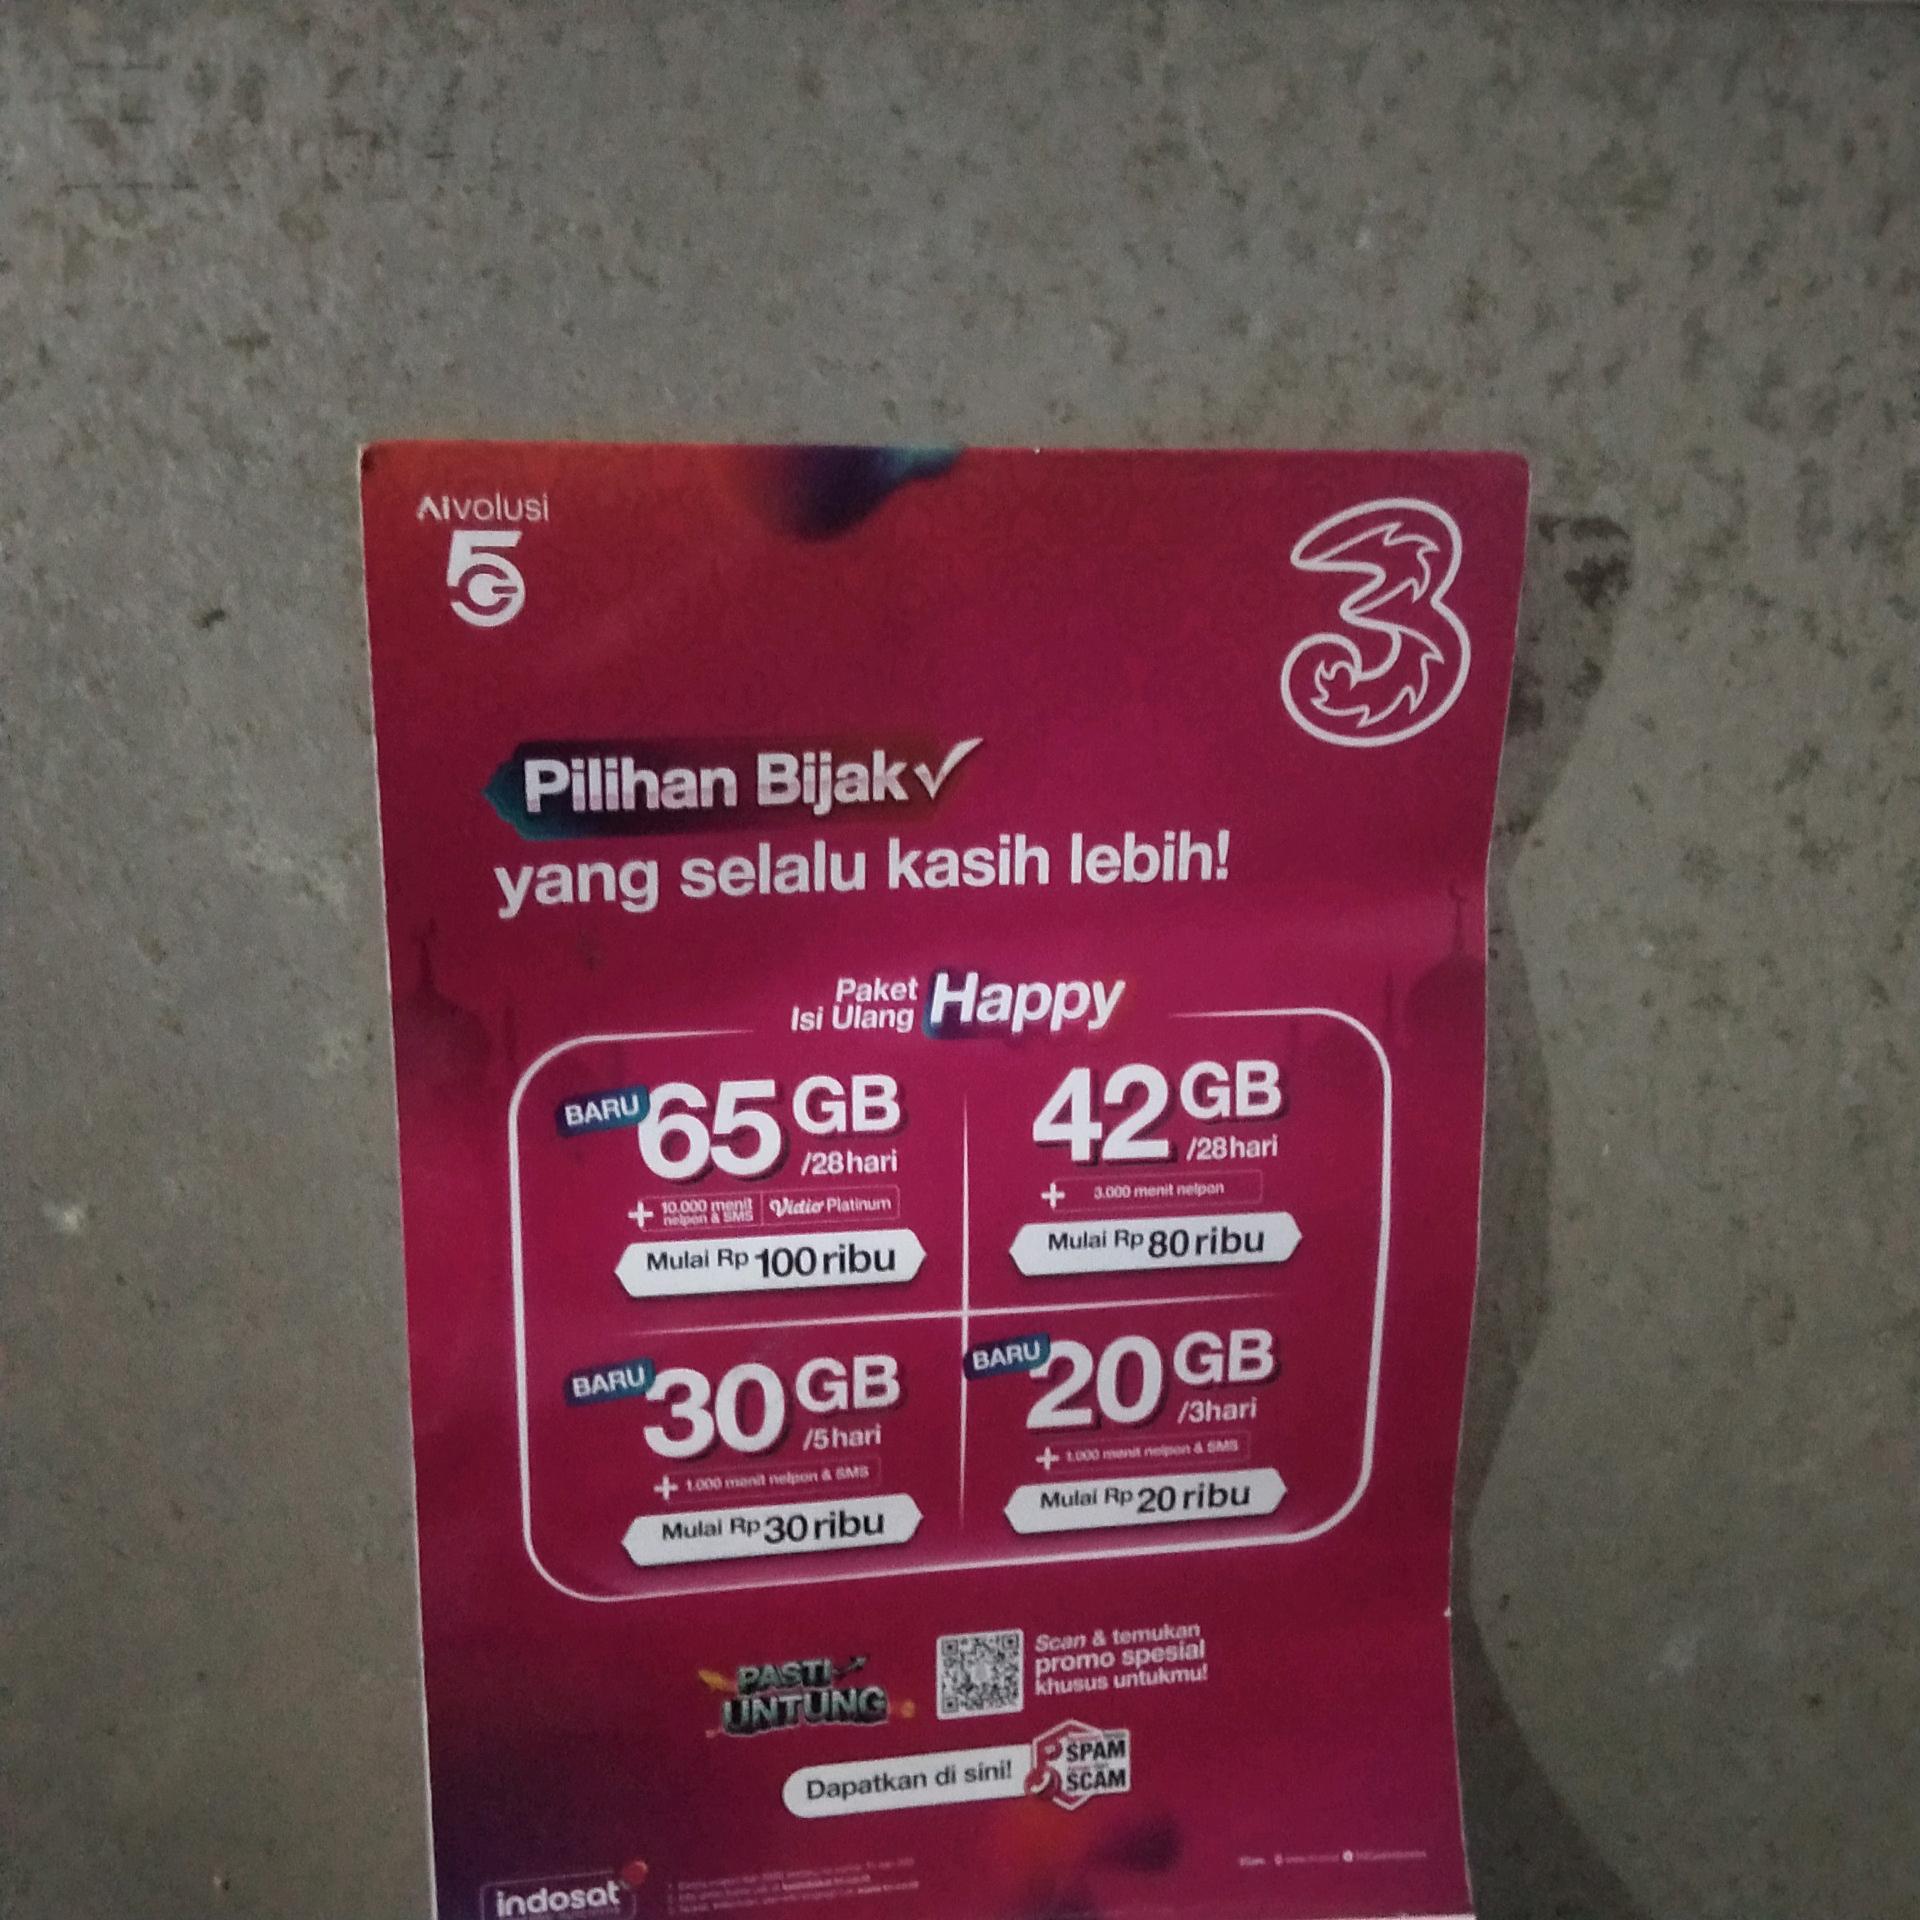 AIvolusi
5G
3
Pilihan Bijak
yang selalu kasih lebih!
Paket
Isi Ulang
Happy
BARU
65 GB
/28hari
+ 10.000 menit
nelpon & SMS
Vidio Platinum
Mulai Rp 100 ribu
42 GB
/28hari
+ 3.000 menit nelpon
Mulai Rp 80 ribu
BARU
30 GB
/5hari
+ 1.000 menit nelpon & SMS
Mulai Rp 30 ribu
BARU
20 GB
/3hari
+ 1.000 menit nelpon & SMS
Mulai Rp 20 ribu
PASTI
UNTUNG
Scan & temukan
promo spesial
khusus untukmu!
Dapatkan di sini!
SPAM
SCAM
indosat